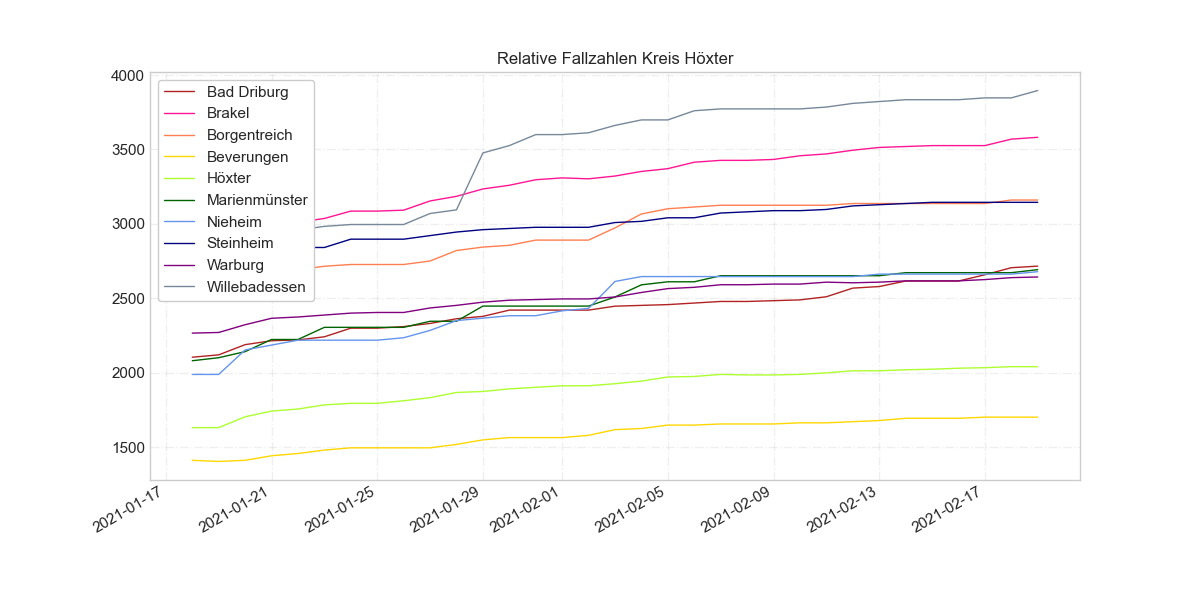 Relative Fallzahlen Kreis Höxter
4000
3500
3000
2500
2000
1500
Bad Driburg
Brakel
Borgentreich
Beverungen
Höxter
Marienmünster
Nieheim
Steinheim
Warburg
Willebadessen
2021-01-17
2021-01-21
2021-01-25
2021-01-29
2021-02-01
2021-02-05
2021-02-09
2021-02-13
2021-02-17